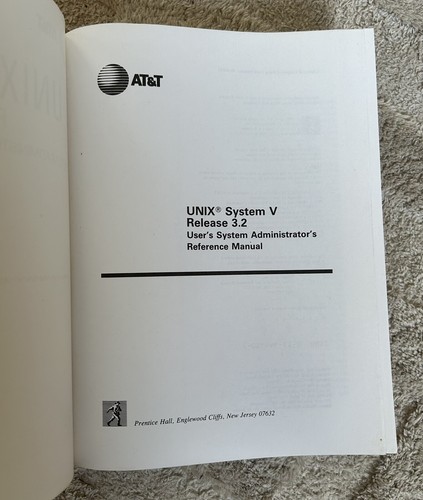 AT&T
UNIX® System V
Release 3.2
User's System Administrator's
Reference Manual
Prentice Hall, Englewood Cliffs, New Jersey 07632